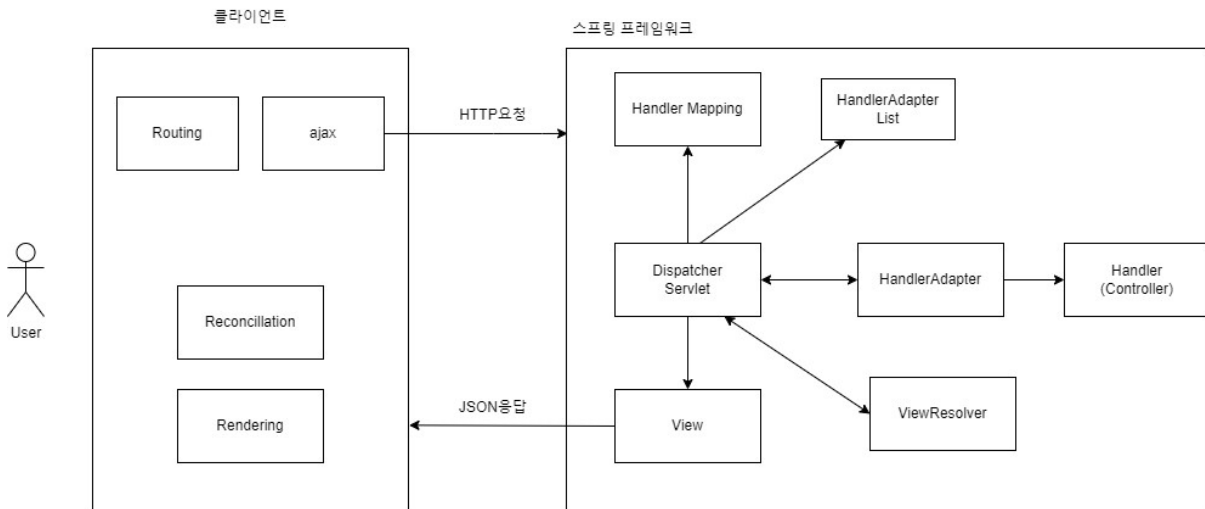 클라이언트
스프링 프레임워크
Routing
ajax
HTTP요청
Handler Mapping
HandlerAdapter
List
User
Dispatcher
Servlet
HandlerAdapter
Handler
(Controller)
Reconcillation
Rendering
JSON응답
View
ViewResolver